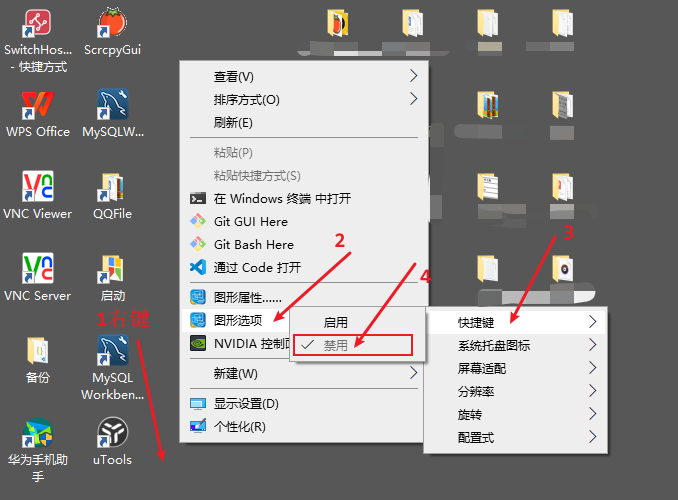 SwitchHos...
- 快捷方式
ScrcpyGui
WPS Office
MySQLW...
VNC Viewer
QQFile
VNC Server
启动
备份
MySQL
Workben...
华为手机助
手
uTools
1右键
查看(V)
排序方式(O)
刷新(E)
粘贴(P)
粘贴快捷方式(S)
在 Windows 终端 中打开
Git GUI Here
Git Bash Here
通过 Code 打开
图形属性......
图形选项
NVIDIA 控制面
新建(W)
显示设置(D)
个性化(R)
2
4
启用
禁用
3
快捷键
系统托盘图标
屏幕适配
分辨率
旋转
配置式